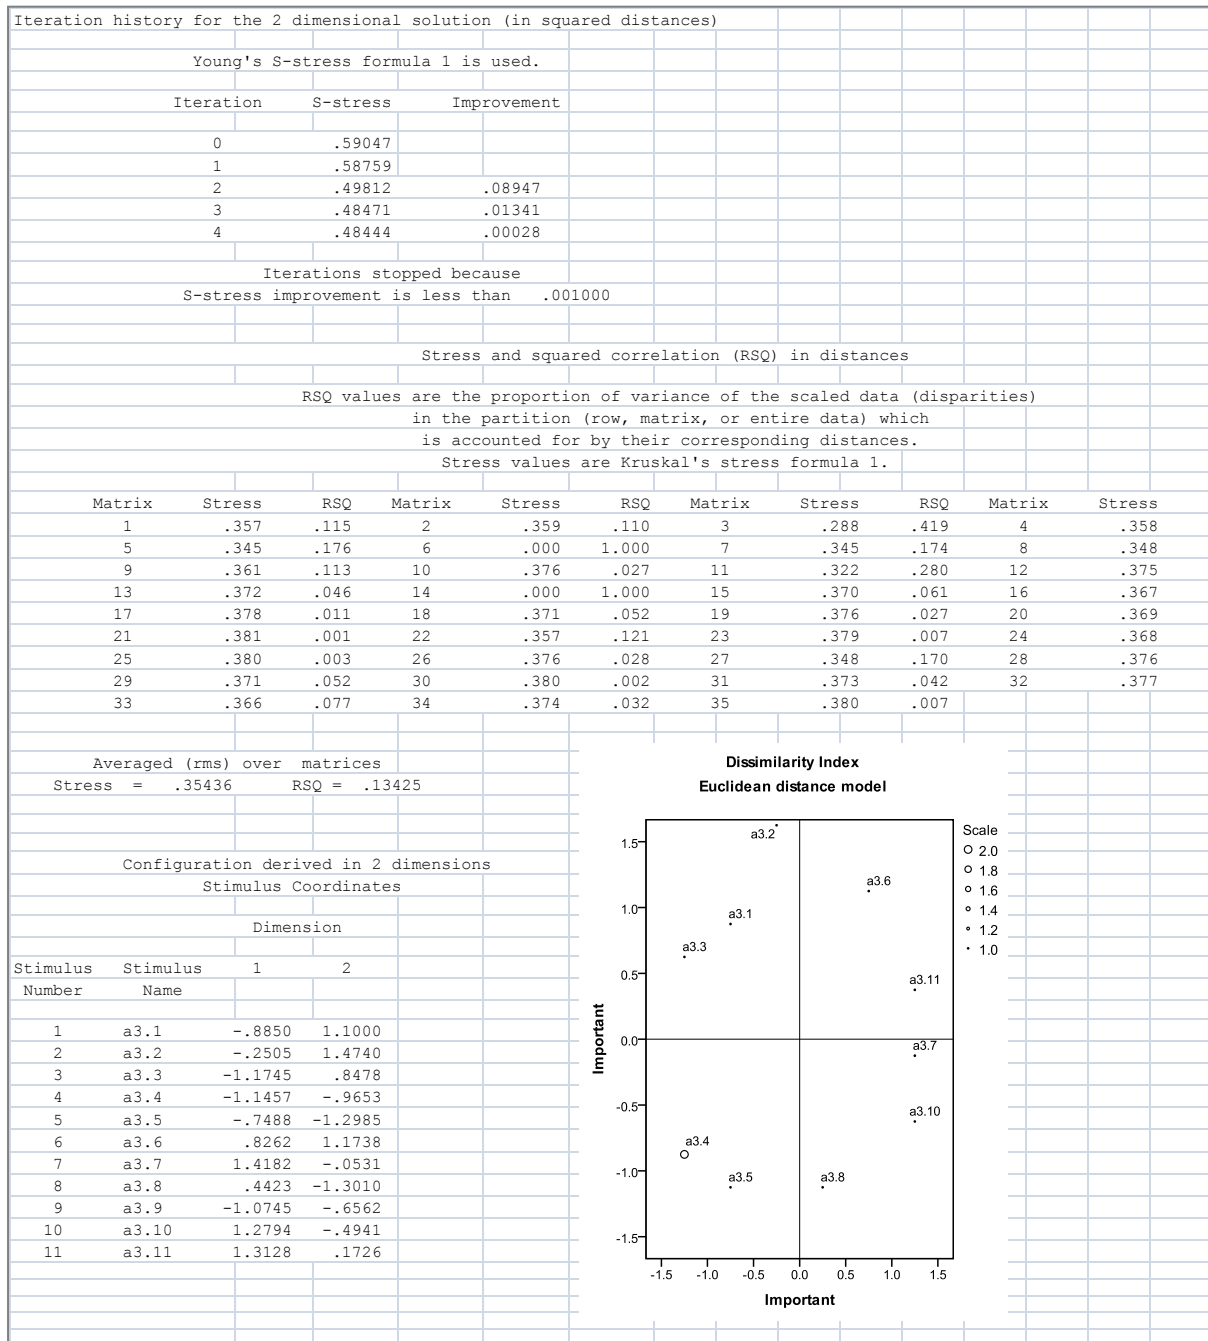 Iteration history for the 2 dimensional solution (in squared distances)
Young's S-stress formula 1 is used.
Iteration S-stress Improvement
0 .59047
1 .58759
2 .49812 .08947
3 .48471 .01341
4 .48444 .00028
Iterations stopped because
S-stress improvement is less than .001000
Stress and squared correlation (RSQ) in distances
RSQ values are the proportion of variance of the scaled data (disparities)
in the partition (row, matrix, or entire data) which
is accounted for by their corresponding distances.
Stress values are Kruskal's stress formula 1.
Matrix Stress RSQ Matrix Stress RSQ Matrix Stress RSQ Matrix Stress
1 .357 .115 2 .359 .110 3 .288 .419 4 .358
5 .345 .176 6 .000 1.000 7 .345 .174 8 .348
9 .361 .113 10 .376 .027 11 .322 .280 12 .375
13 .372 .046 14 .000 1.000 15 .370 .061 16 .367
17 .378 .011 18 .371 .052 19 .376 .027 20 .369
21 .381 .001 22 .357 .121 23 .379 .007 24 .368
25 .380 .003 26 .376 .028 27 .348 .170 28 .376
29 .371 .052 30 .380 .002 31 .373 .042 32 .377
33 .366 .077 34 .374 .032 35 .380 .007
Averaged (rms) over matrices
Stress = .35436 RSQ = .13425
Configuration derived in 2 dimensions
Stimulus Coordinates
Dimension
Stimulus Stimulus 1 2
Number Name
1 a3.1 -.8850 1.1000
2 a3.2 -.2505 1.4740
3 a3.3 -1.1745 .8478
4 a3.4 -1.1457 -.9653
5 a3.5 -.7488 -1.2985
6 a3.6 .8262 1.1738
7 a3.7 1.4182 -.0531
8 a3.8 .4423 -1.3010
9 a3.9 -1.0745 -.6562
10 a3.10 1.2794 -.4941
11 a3.11 1.3128 .1726
Dissimilarity Index
Euclidean distance model
Important
1.5
1.0
0.5
0.0
-0.5
-1.0
-1.5
a3.2
a3.6
a3.1
a3.3
a3.11
a3.7
a3.10
a3.4
a3.5
a3.8
-1.5 -1.0 -0.5 0.0 0.5 1.0 1.5
Important
Scale
2.0
1.8
1.6
1.4
1.2
1.0